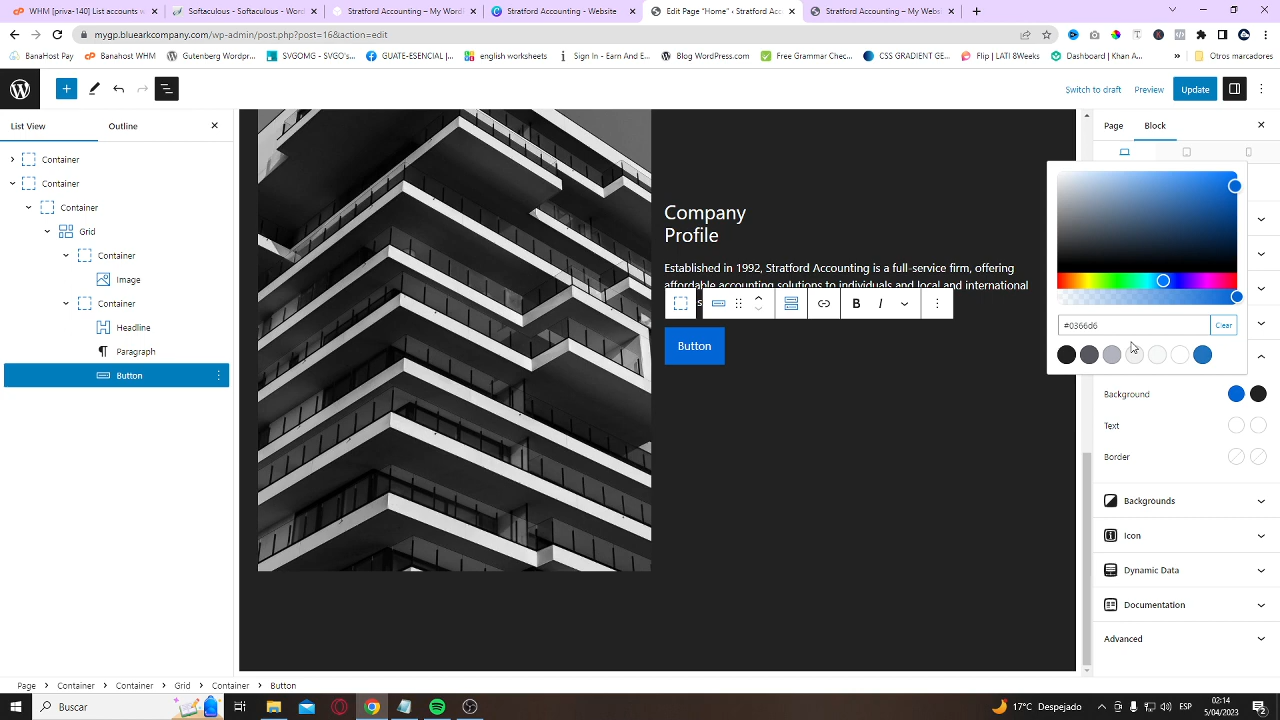 WHM [priva-140] List accounts w
Softaculous - Softaculous - Word
Stratford Accounting – My WordP
Stratford Accounting - Website
Edit Page "Home" ‹ Stratford Acc
Stratford Accounting – My Webs
mygp.bluearkcompany.com/wp-admin/post.php?post=16&action=edit
BanaHost Pay
BanahostWHM
Gutenberg Wordpr...
SVGOMG - SVGO's...
GUATE-ESENCIAL |...
english worksheets
Sign In - Earn And E...
Blog WordPress.com
Free Grammar Chec...
CSS GRADIENT GE...
Flip | LATI 8Weeks
Dashboard | Khan A...
»
Otros marcadores
Switch to draft
Preview
Update
List View
Outline
Page
Block
Container
Container
Container
Grid
Container
Image
Container
Headline
Paragraph
Button
Company
Profile
Established in 1992, Stratford Accounting is a full-service firm, offering
affordable accounting solutions to individuals and local and international
B
I
Button
#0366d6
Clear
Background
Text
Border
Backgrounds
Icon
Dynamic Data
Documentation
Advanced
Page > Container > Container > Grid > Container > Button
Buscar
17°C Despejado
ESP
02:14
5/04/2023
2